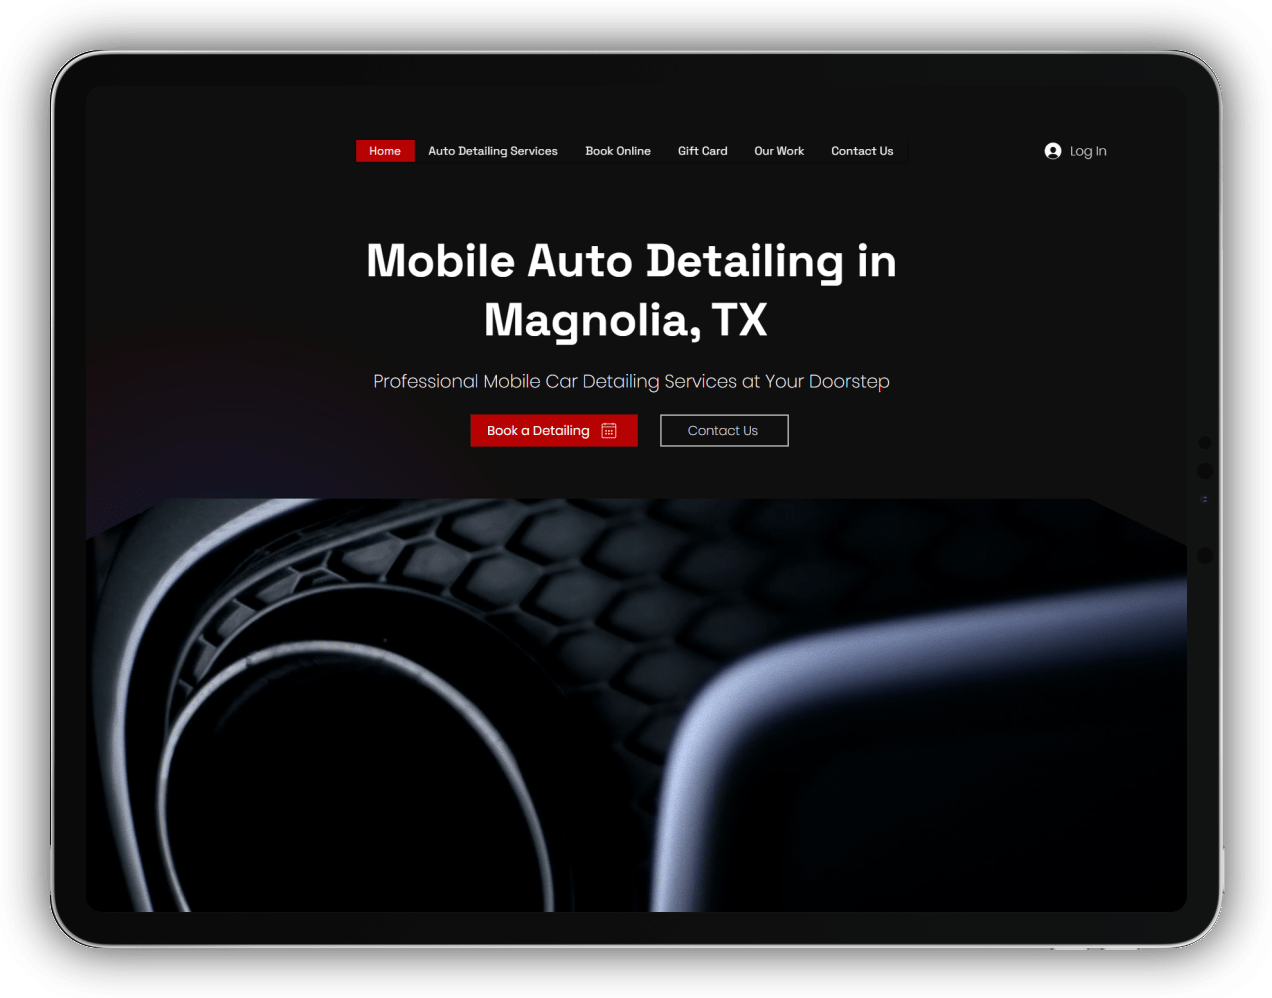 Home Auto Detailing Services Book Online Gift Card Our Work Contact Us Log In
Mobile Auto Detailing in
Magnolia, TX
Professional Mobile Car Detailing Services at Your Doorstep
Book a Detailing Contact Us